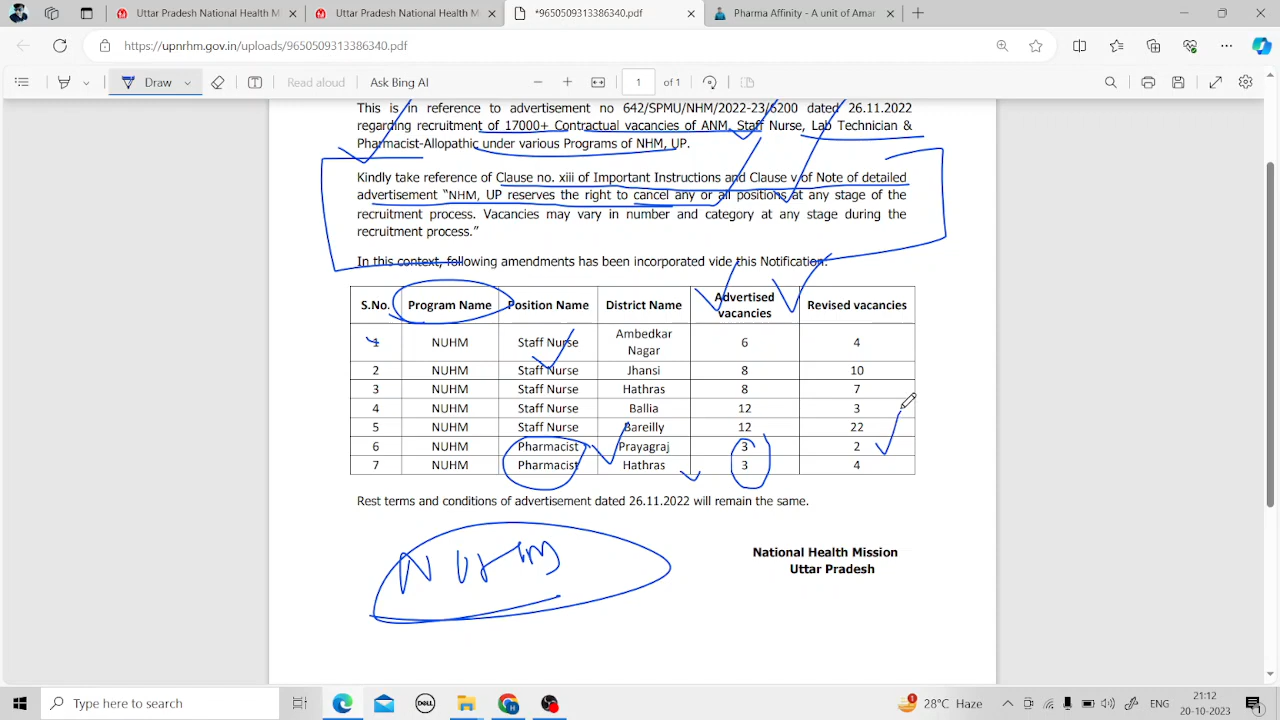 Uttar Pradesh National Health M
Uttar Pradesh National Health M
*9650509313386340.pdf
Pharma Affinity - A unit of Amar
https://upnrhm.gov.in/uploads/9650509313386340.pdf
Draw
Read aloud
Ask Bing AI
1
of 1
This is in reference to advertisement no 642/SPMU/NHM/2022-23/6200 dated 26.11.2022
regarding recruitment of 17000+ Contractual vacancies of ANM, Staff Nurse, Lab Technician &
Pharmacist-Allopathic under various Programs of NHM, UP.
Kindly take reference of Clause no. xiii of Important Instructions and Clause v of Note of detailed
advertisement "NHM, UP reserves the right to cancel any or all positions at any stage of the
recruitment process. Vacancies may vary in number and category at any stage during the
recruitment process."
In this context, following amendments has been incorporated vide this Notification:
S.No. Program Name Position Name District Name Advertised vacancies Revised vacancies
1 NUHM Staff Nurse Ambedkar Nagar 6 4
2 NUHM Staff Nurse Jhansi 8 10
3 NUHM Staff Nurse Hathras 8 7
4 NUHM Staff Nurse Ballia 12 3
5 NUHM Staff Nurse Bareilly 12 22
6 NUHM Pharmacist Prayagraj 3 2
7 NUHM Pharmacist Hathras 3 4
Rest terms and conditions of advertisement dated 26.11.2022 will remain the same.
NUHM
National Health Mission
Uttar Pradesh
Type here to search
DELL
28°C Haze
ENG
21:12
20-10-2023